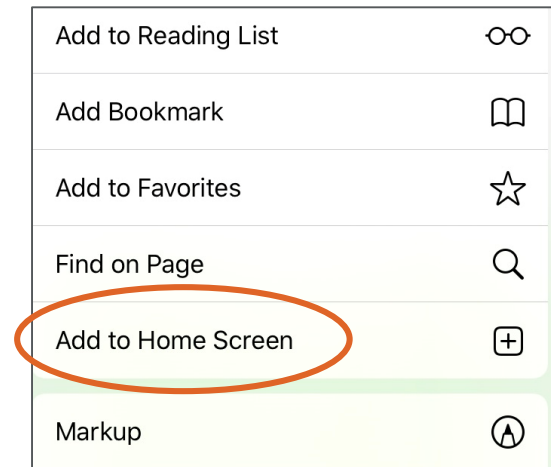 Add to Reading List
Add Bookmark
Add to Favorites
Find on Page
Add to Home Screen
Markup